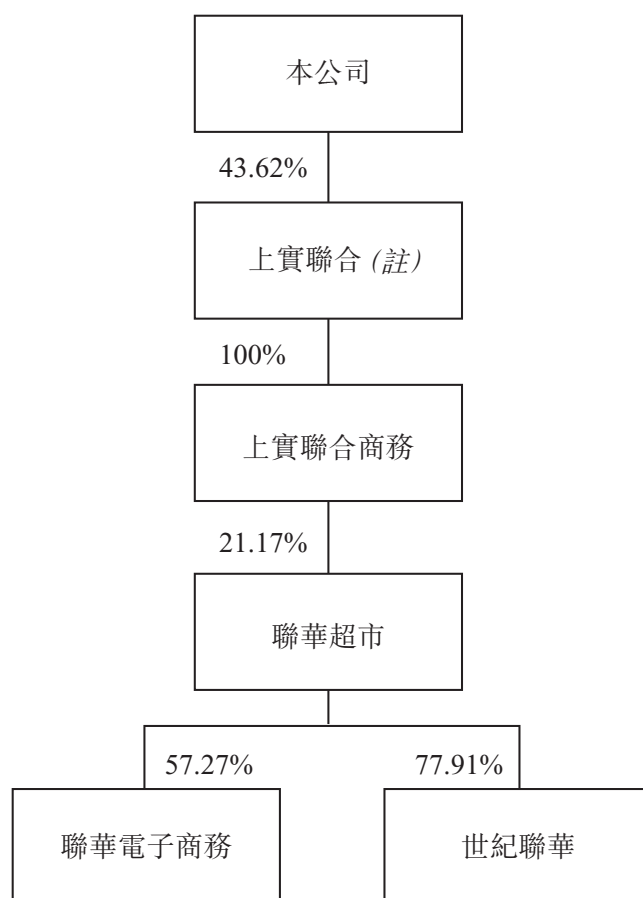 本公司
43.62%
上實聯合 (註)
100%
上實聯合商務
21.17%
聯華超市
57.27%
77.91%
聯華電子商務
世紀聯華